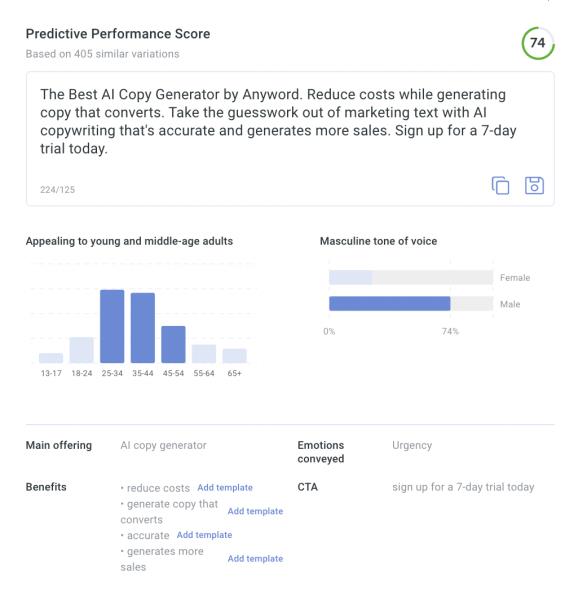 Predictive Performance Score
Based on 405 similar variations
74
The Best AI Copy Generator by Anyword. Reduce costs while generating
copy that converts. Take the guesswork out of marketing text with AI
copywriting that's accurate and generates more sales. Sign up for a 7-day
trial today.
224/125
Appealing to young and middle-age adults
13-17 18-24 25-34 35-44 45-54 55-64 65+
Masculine tone of voice
Female
Male
0% 74%
Main offering AI copy generator
Emotions
conveyed
Urgency
Benefits
• reduce costs Add template
• generate copy that
converts
Add template
• accurate Add template
• generates more
sales
Add template
CTA sign up for a 7-day trial today